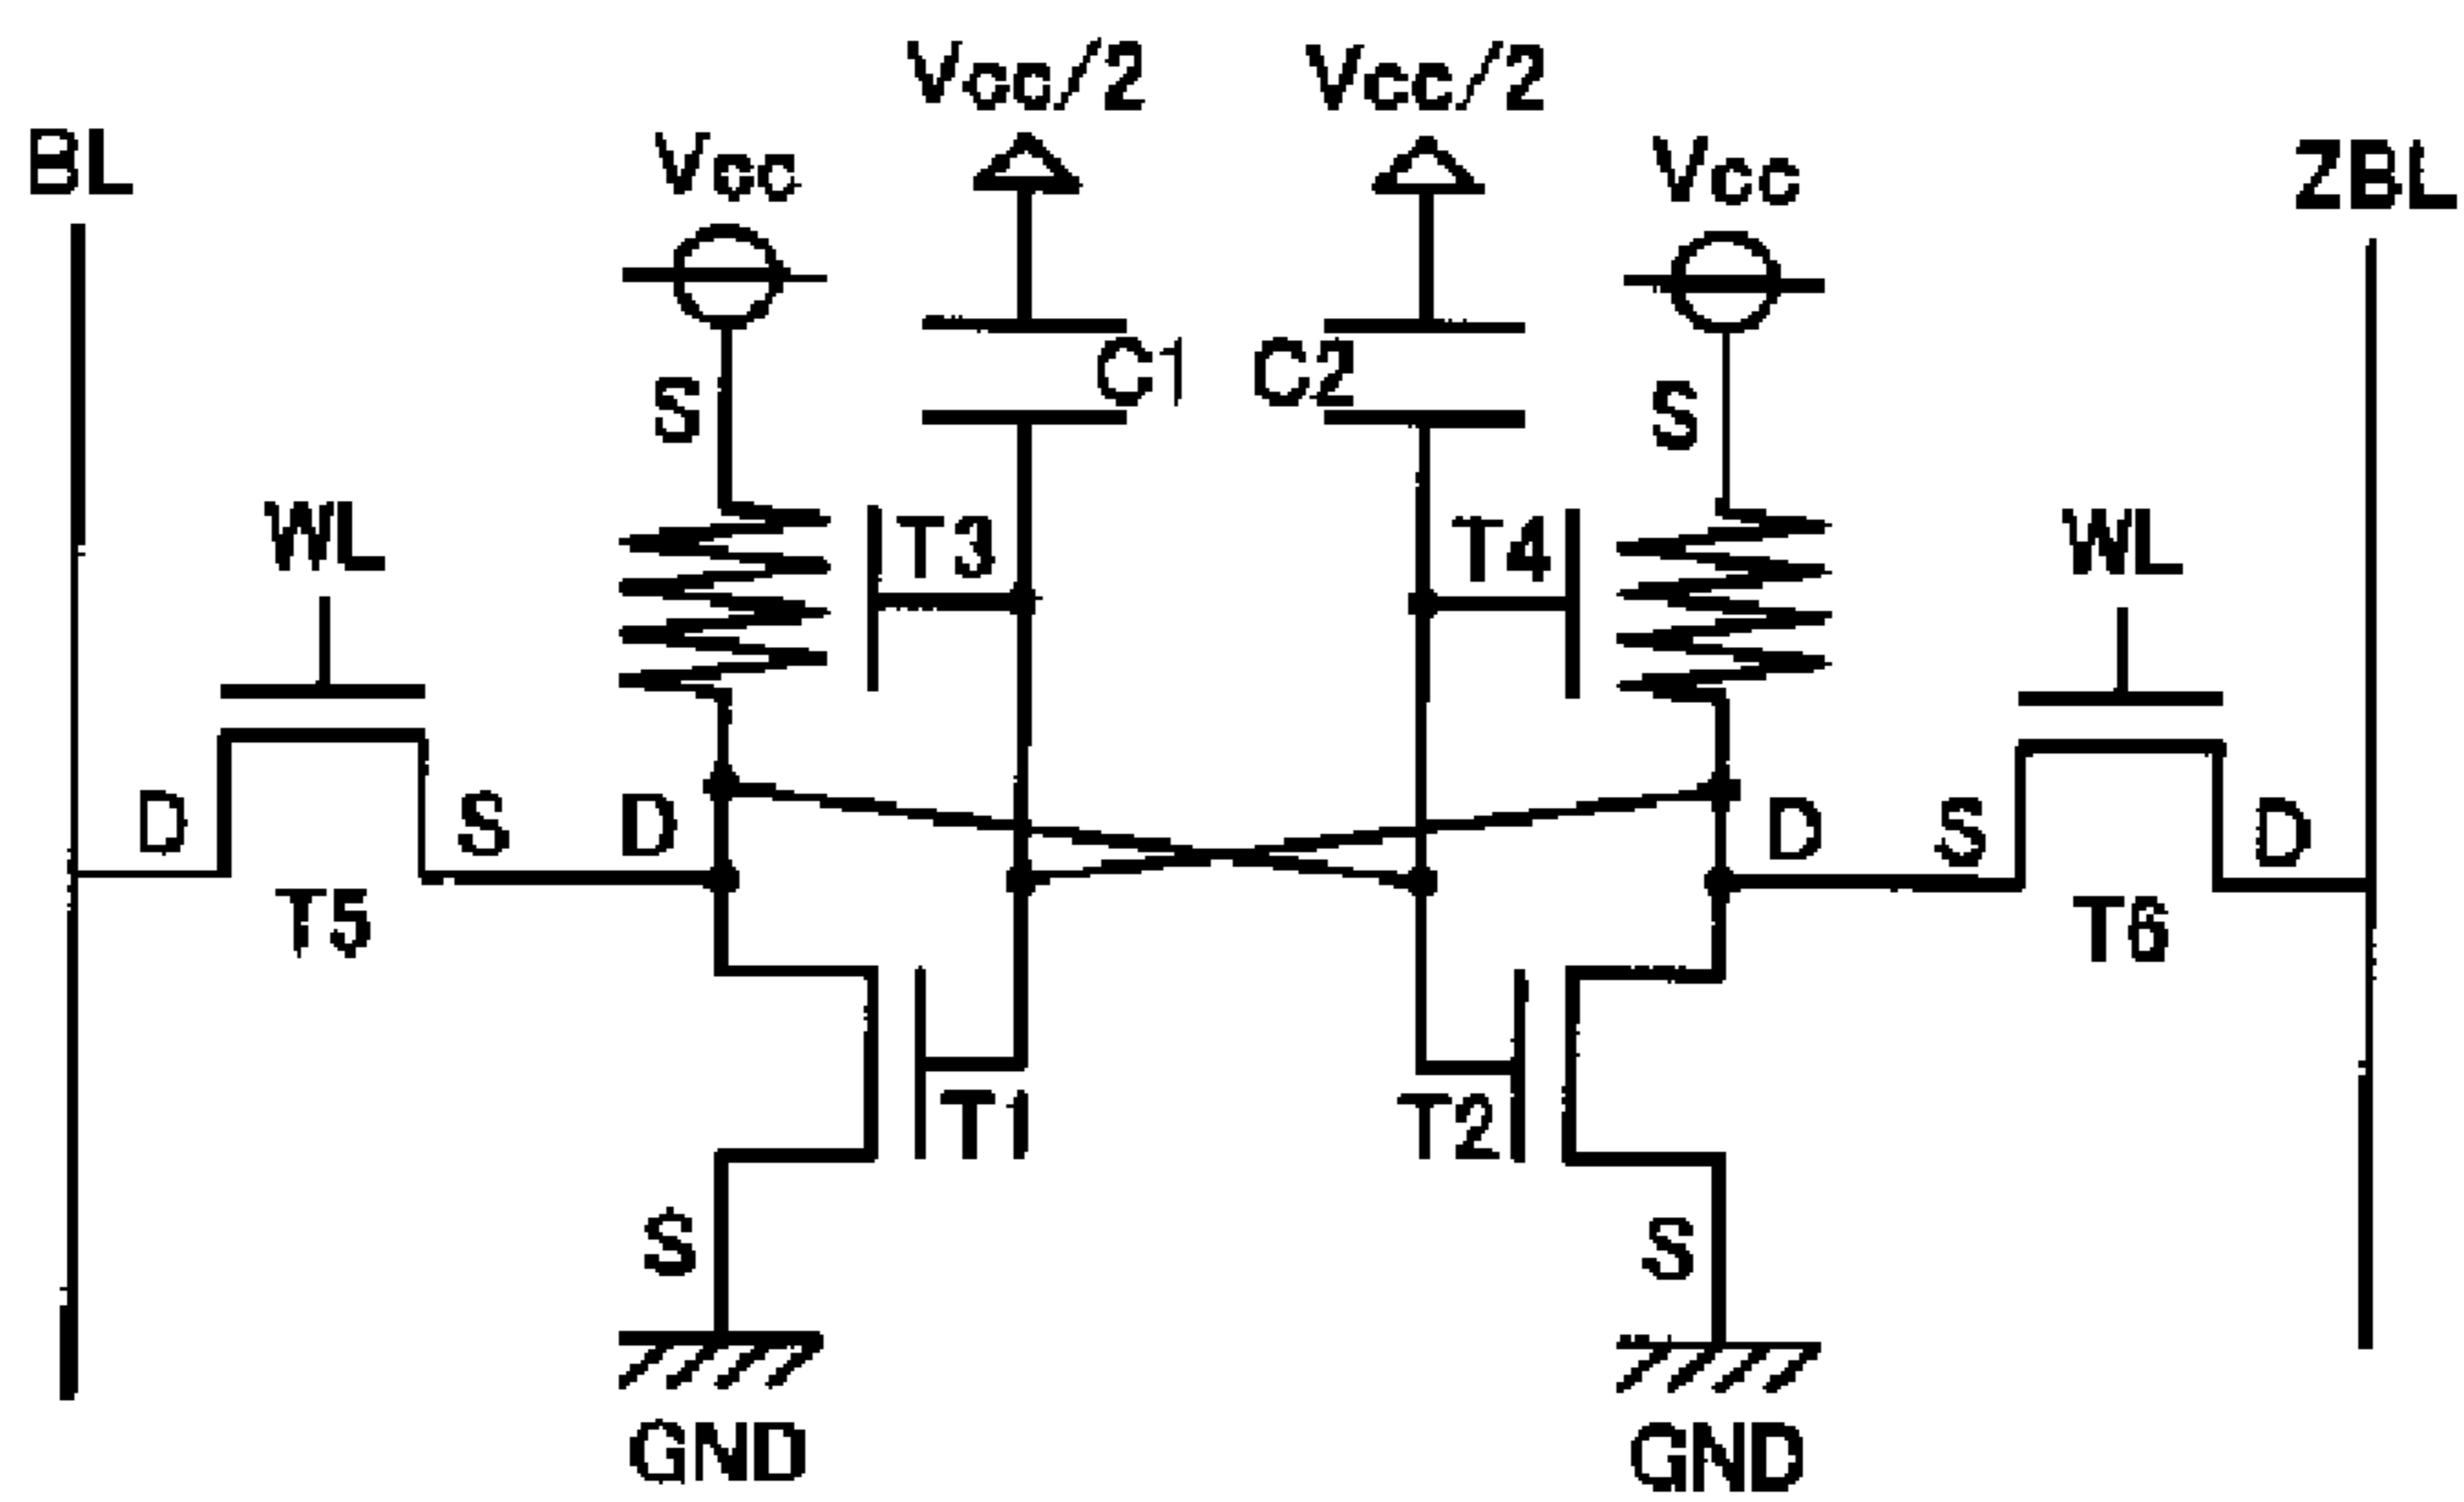 Vcc/2 Vcc/2
BL Vcc Vcc ZBL
C1 C2
S S
WL T3 T4 WL
D S D D S D
T5 T6
T1 T2
S S
GND GND